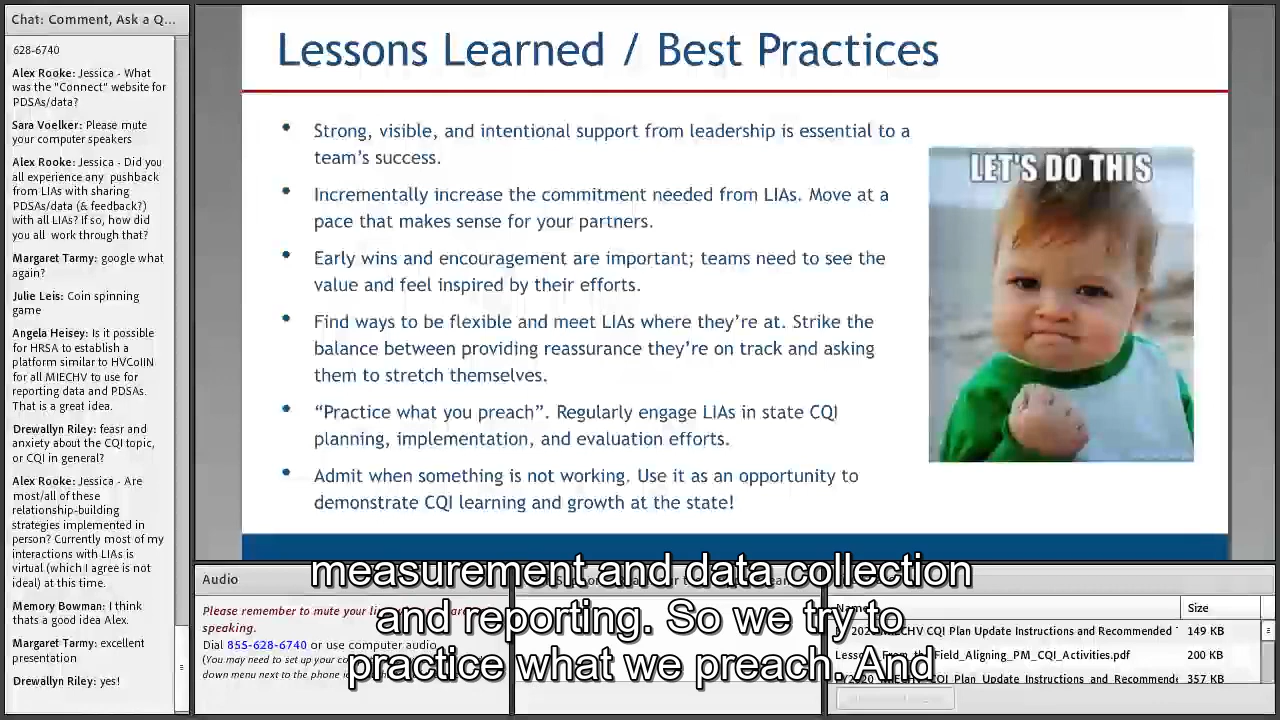 Chat: Comment, Ask a Q...
628-6740
Alex Rooke: Jessica - What
was the "Connect" website for
PDSAs/data?
Sara Voelker: Please mute
your computer speakers
Alex Rooke: Jessica - Did you
all experience any pushback
from LIAs with sharing
PDSAs/data (& feedback?)
with all LIAs? If so, how did
you all work through that?
Margaret Tarmy: google what
again?
Julie Leis: Coin spinning
game
Angela Heisey: Is it possible
for HRSA to establish a
platform similar to HVCoIIN
for all MIECHV to use for
reporting data and PDSAs.
That is a great idea.
Drewallyn Riley: fesar and
anxiety about the CQI topic,
or CQI in general?
Alex Rooke: Jessica - Are
most/all of these
relationship-building
strategies implemented in
person? Currently most of my
interactions with LIAs is
virtual (which I agree is not
ideal) at this time.
Memory Bowman: I think
thats a good idea Alex.
Margaret Tarmy: excellent
presentation
Drewallyn Riley: yes!
Lessons Learned / Best Practices
• Strong, visible, and intentional support from leadership is essential to a
team's success.
• Incrementally increase the commitment needed from LIAs. Move at a
pace that makes sense for your partners.
• Early wins and encouragement are important; teams need to see the
value and feel inspired by their efforts.
• Find ways to be flexible and meet LIAs where they're at. Strike the
balance between providing reassurance they're on track and asking
them to stretch themselves.
• "Practice what you preach". Regularly engage LIAs in state CQI
planning, implementation, and evaluation efforts.
• Admit when something is not working. Use it as an opportunity to
demonstrate CQI learning and growth at the state!
LET'S DO THIS
measurement and data collection
and reporting. So we try to
practice what we preach. And
Audio
Please remember to mute your
speaking.
Dial 855-628-6740 or use computer audio
(You may need to set up your
down menu next to the phone
Size
MIECHV CQI Plan Update Instructions and Recommended 149 KB
Field_Aligning_PM_CQI_Activities.pdf 200 KB
CQI_Plan_Update_Instructions_and_Recommende 357 KB